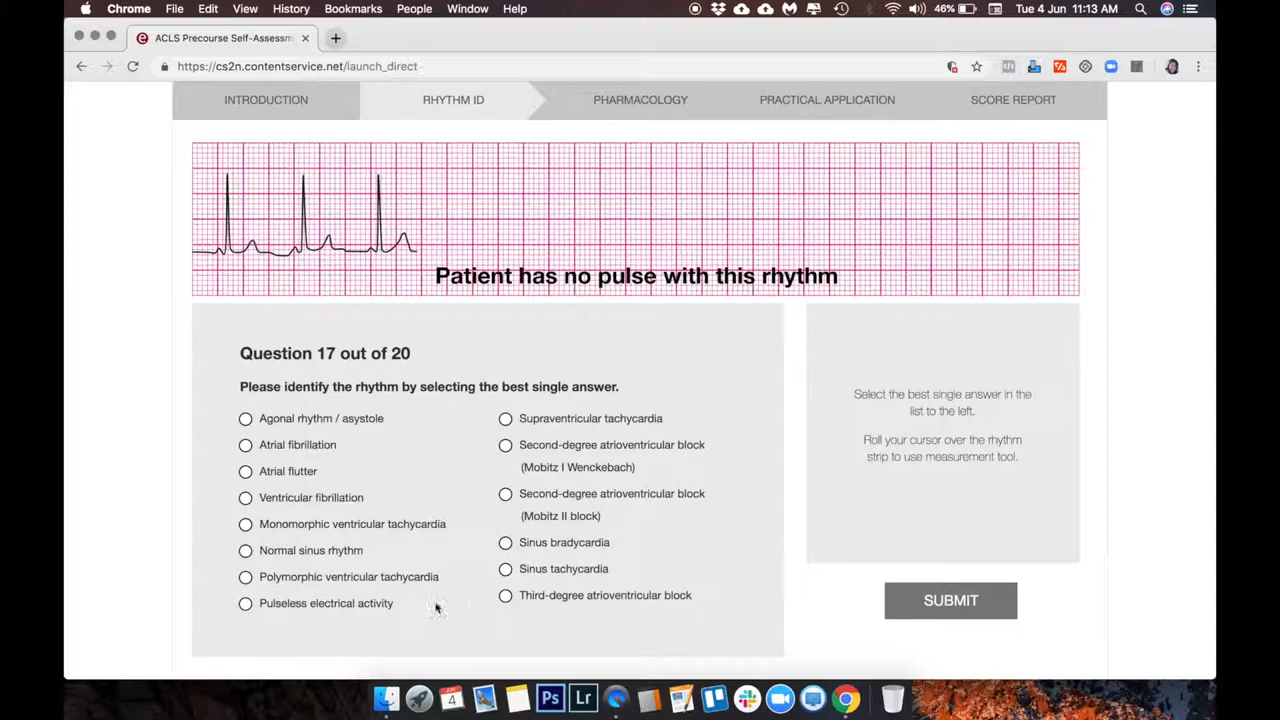 Chrome File Edit View History Bookmarks People Window Help 46% Tue 4 Jun 11:13 AM
ACLS Precourse Self-Assessm
https://cs2n.contentservice.net/launch_direct
INTRODUCTION RHYTHM ID PHARMACOLOGY PRACTICAL APPLICATION SCORE REPORT
Patient has no pulse with this rhythm
Question 17 out of 20
Please identify the rhythm by selecting the best single answer.
Agonal rhythm / asystole
Atrial fibrillation
Atrial flutter
Ventricular fibrillation
Monomorphic ventricular tachycardia
Normal sinus rhythm
Polymorphic ventricular tachycardia
Pulseless electrical activity
Supraventricular tachycardia
Second-degree atrioventricular block
(Mobitz I Wenckebach)
Second-degree atrioventricular block
(Mobitz II block)
Sinus bradycardia
Sinus tachycardia
Third-degree atrioventricular block
Select the best single answer in the
list to the left.
Roll your cursor over the rhythm
strip to use measurement tool.
SUBMIT
4
Ps
Lr